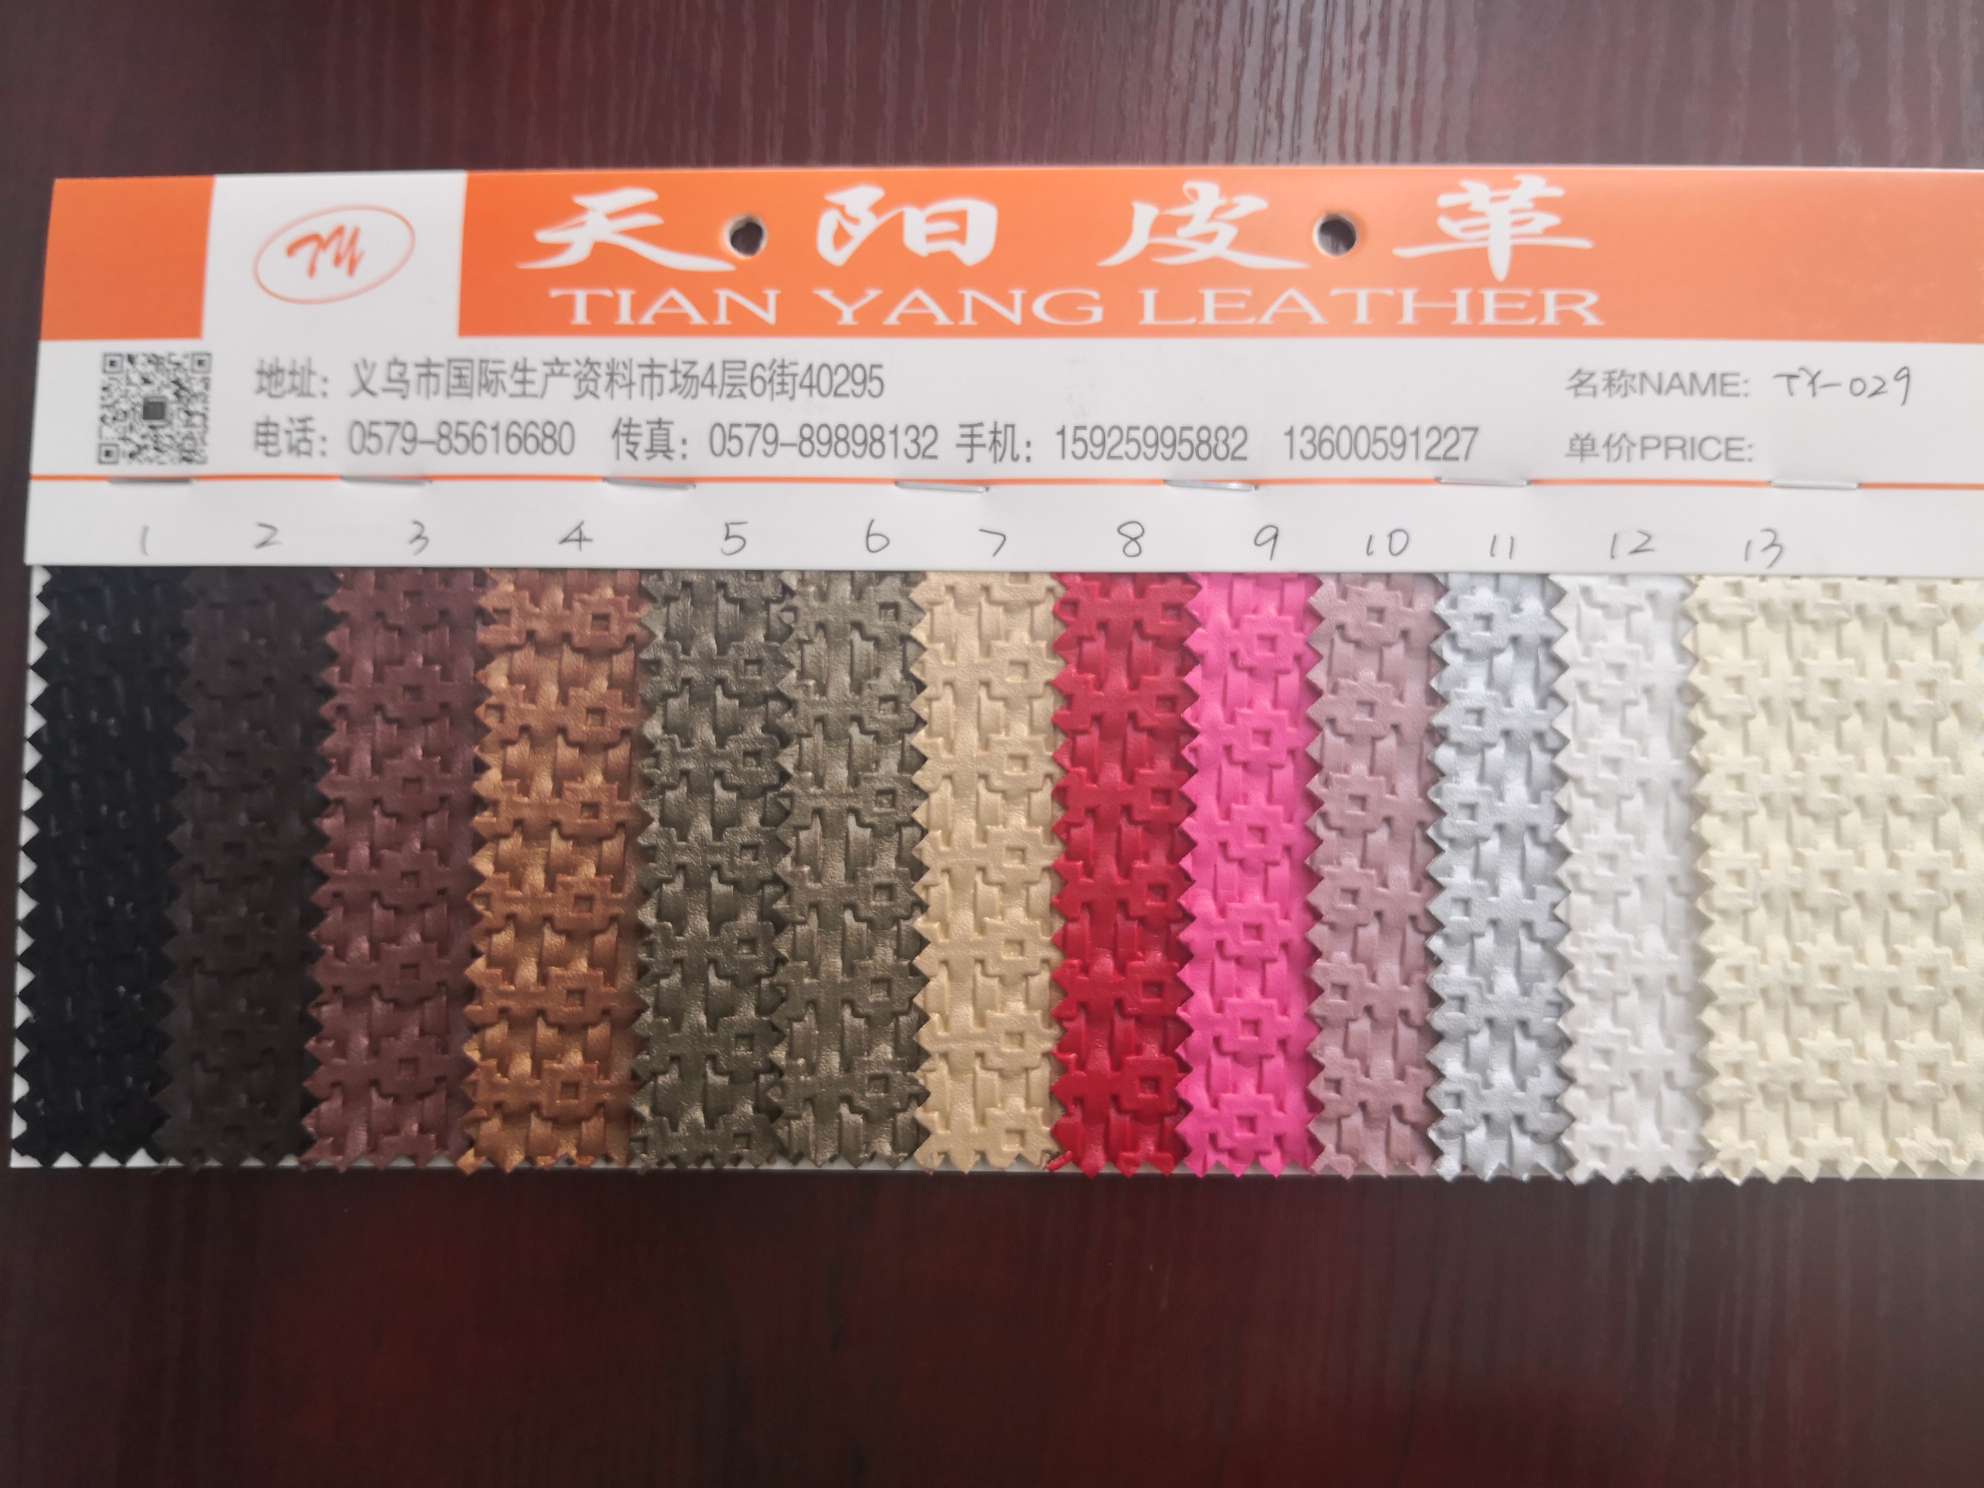 TY
天·阳 皮·革
TIAN YANG LEATHER
地址：义乌市国际生产资料市场4层6街40295
名称NAME: TY-029
电话：0579-85616680 传真：0579-89898132 手机：15925995882 13600591227
单价PRICE:
1 2 3 4 5 6 7 8 9 10 11 12 13